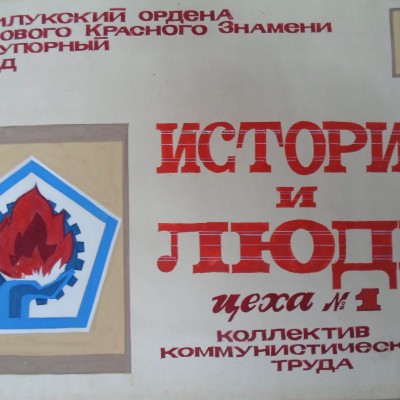 ИЛУКСКИЙ ОРДЕНА
ОВОГО КРАСНОГО ЗНАМЕНИ
УПОРНЫЙ
Д
ИСТОРИ
И
ЛЮД
цеха № 1
КОЛЛЕКТИВ
КОММУНИСТИЧЕСК
ТРУДА